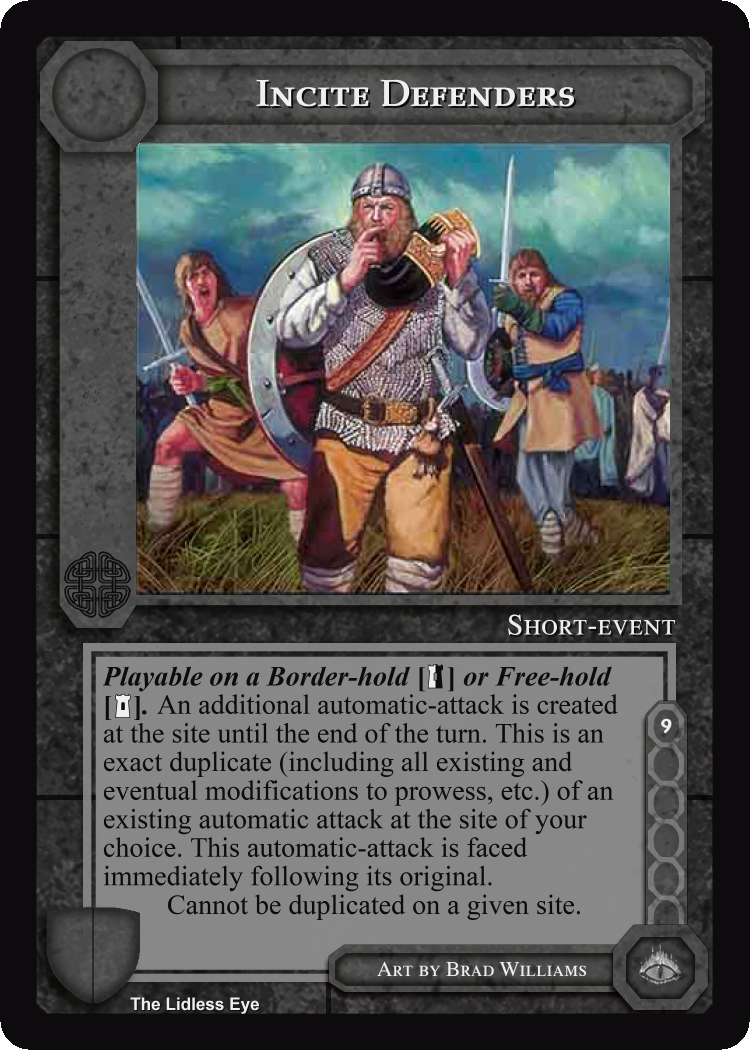 Incite Defenders
Short-event
Playable on a Border-hold [] or Free-hold
[]. An additional automatic-attack is created
at the site until the end of the turn. This is an
exact duplicate (including all existing and
eventual modifications to prowess, etc.) of an
existing automatic attack at the site of your
choice. This automatic-attack is faced
immediately following its original.
Cannot be duplicated on a given site.
9
Art by Brad Williams
The Lidless Eye